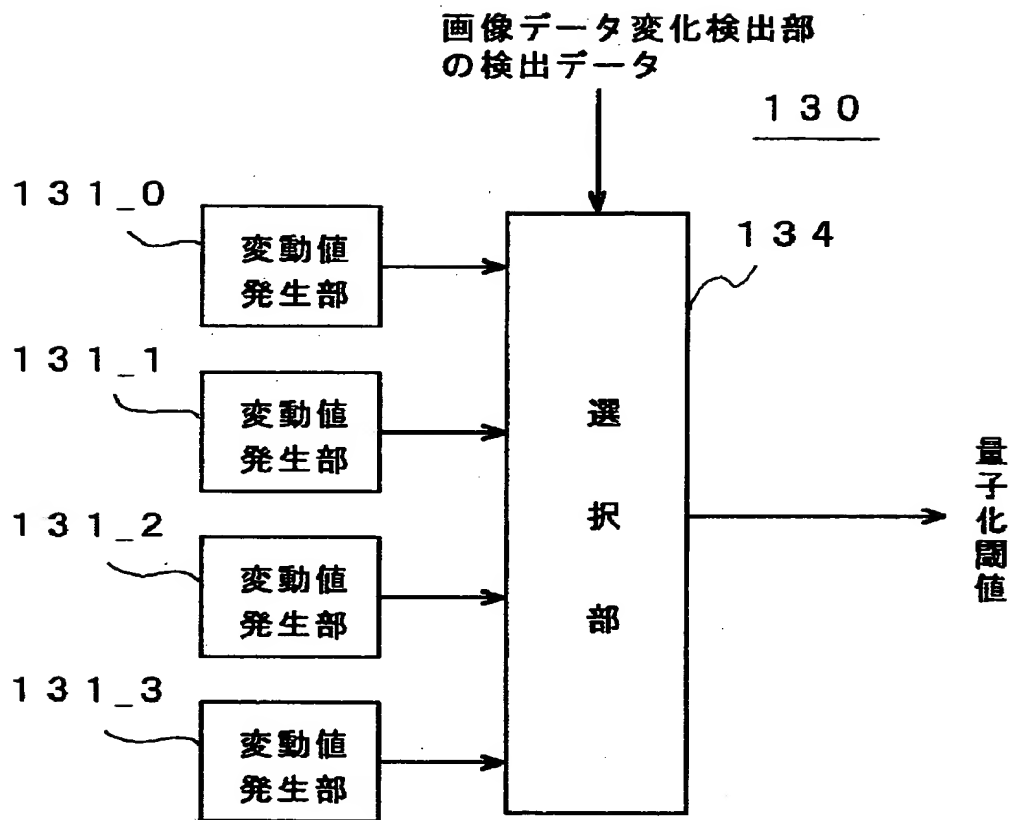 画像データ変化検出部
の検出データ
１３０
１３１_０
変動値
発生部
１３４
１３１_１
変動値
発生部
選択部
量子化閾値
１３１_２
変動値
発生部
１３１_３
変動値
発生部